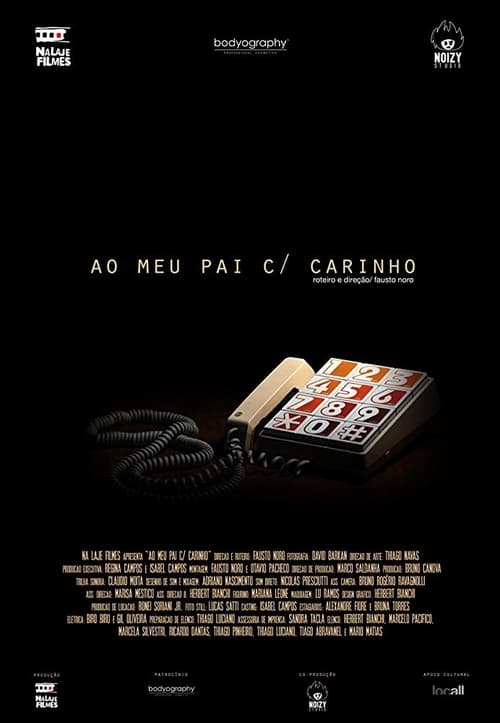 NALAJE
FILMES
bodyography
PROFESSIONAL COSMETICS
NOIZY
STUDIO
AO MEU PAI C/ CARINHO
roteiro e direção/ fausto noro
1 2 3
4 5 6
7 8 9
* 0 #
NA LAJE FILMES APRESENTA "AO MEU PAI C/ CARINHO" DIREÇÃO E ROTEIRO: FAUSTO NORO FOTOGRAFIA: DAVID BARKAN DIREÇÃO DE ARTE: THIAGO NAVAS
PRODUÇÃO EXECUTIVA: REGINA CAMPOS E ISABEL CAMPOS MONTAGEM: FAUSTO NORO E OTAVIO PACHECO DIREÇÃO DE PRODUÇÃO: MARCO SALDANHA PRODUÇÃO: BRUNO CANOVA
TRILHA SONORA: CLAUDIO MOITA DESENHO DE SOM E MIXAGEM: ADRIANO NASCIMENTO SOM DIRETO: NICOLAS PRESCIUTTI ASS. CÂMERA: BRUNO ROGÉRIO RAVAGNOLLI
ASS. DIREÇÃO: MARISA MESTIÇO ASS. DIREÇÃO II: HERBERT BIANCHI FIGURINO: MARIANA LEONE MAQUIAGEM: LU RAMOS DESIGN GRÁFICO: HERBERT BIANCHI
PRODUÇÃO DE LOCAÇÃO: RONEI SORIANI JR. FOTO STILL: LUCAS SATTI CASTING: ISABEL CAMPOS ESTAGIÁRIOS: ALEXANDRE FIORE E BRUNA TORRES
ELÉTRICA: BIRO BIRO E GIL OLIVEIRA PREPARAÇÃO DE ELENCO: THIAGO LUCIANO ASSESSORIA DE IMPRENSA: SANDRA TACLA ELENCO: HERBERT BIANCHI, MARCELO PACIFICO,
MARCELA SILVESTRI, RICARDO DANTAS, THIAGO PINHEIRO, THIAGO LUCIANO, TIAGO ABRAVANEL E MARIO MATIAS
PRODUÇÃO
PATROCÍNIO
CO-PRODUÇÃO
APOIO CULTURAL
NALAJE
FILMES
bodyography
NOIZY
STUDIO
locall